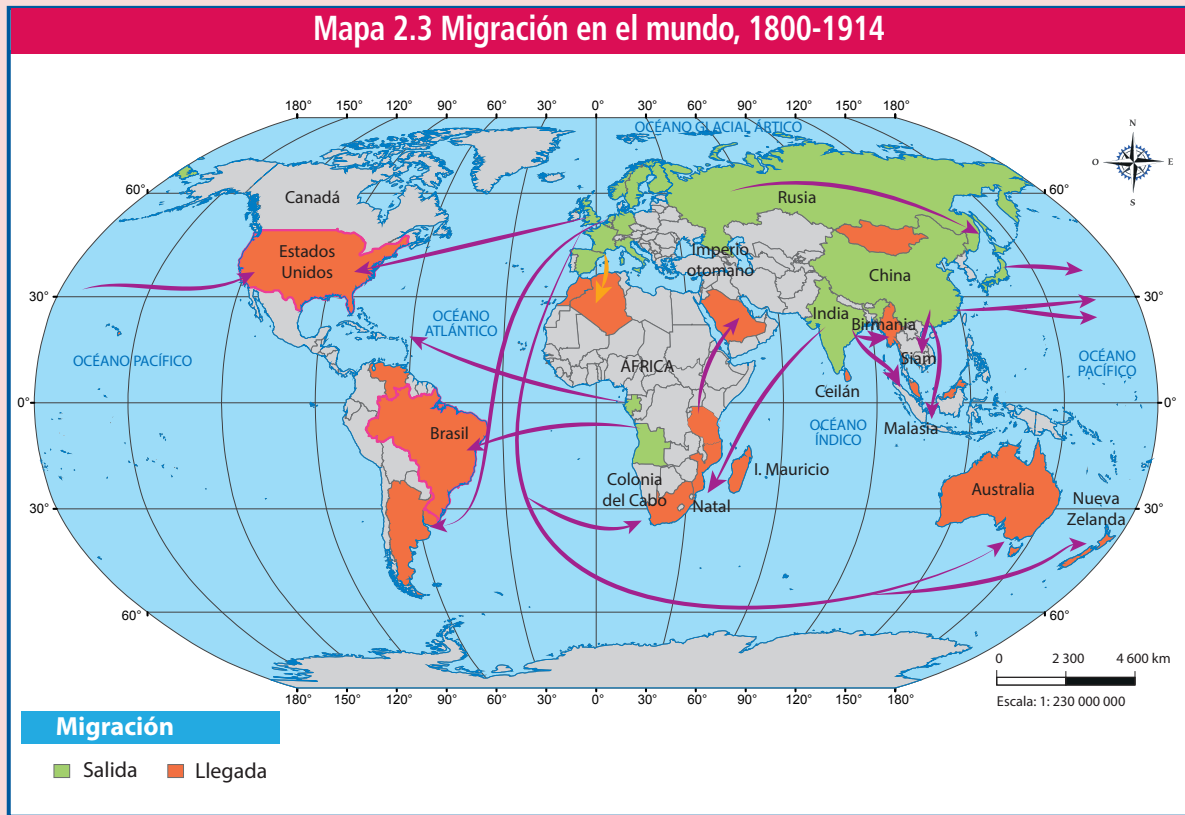 Mapa 2.3 Migración en el mundo, 1800-1914
180° 150° 120° 90° 60° 30° 0° 30° 60° 90° 120° 150° 180°
OCÉANO GLACIAL ÁRTICO
N
O E
S
60° 60°
Canadá
Rusia
Estados
Unidos
Imperio
otomano
China
30° 30°
India
Birmania
OCÉANO
ATLÁNTICO
Siam
OCÉANO PACÍFICO
OCÉANO
PACÍFICO
ÁFRICA
Ceilán
0° 0°
Brasil
OCÉANO
ÍNDICO
Malasia
I. Mauricio
Colonia
del Cabo
Natal
Australia
Nueva
Zelanda
30° 30°
60° 60°
0 2 300 4 600 km
Escala: 1: 230 000 000
180° 150° 120° 90° 60° 30° 0° 30° 60° 90° 120° 150° 180°
Migración
Salida Llegada